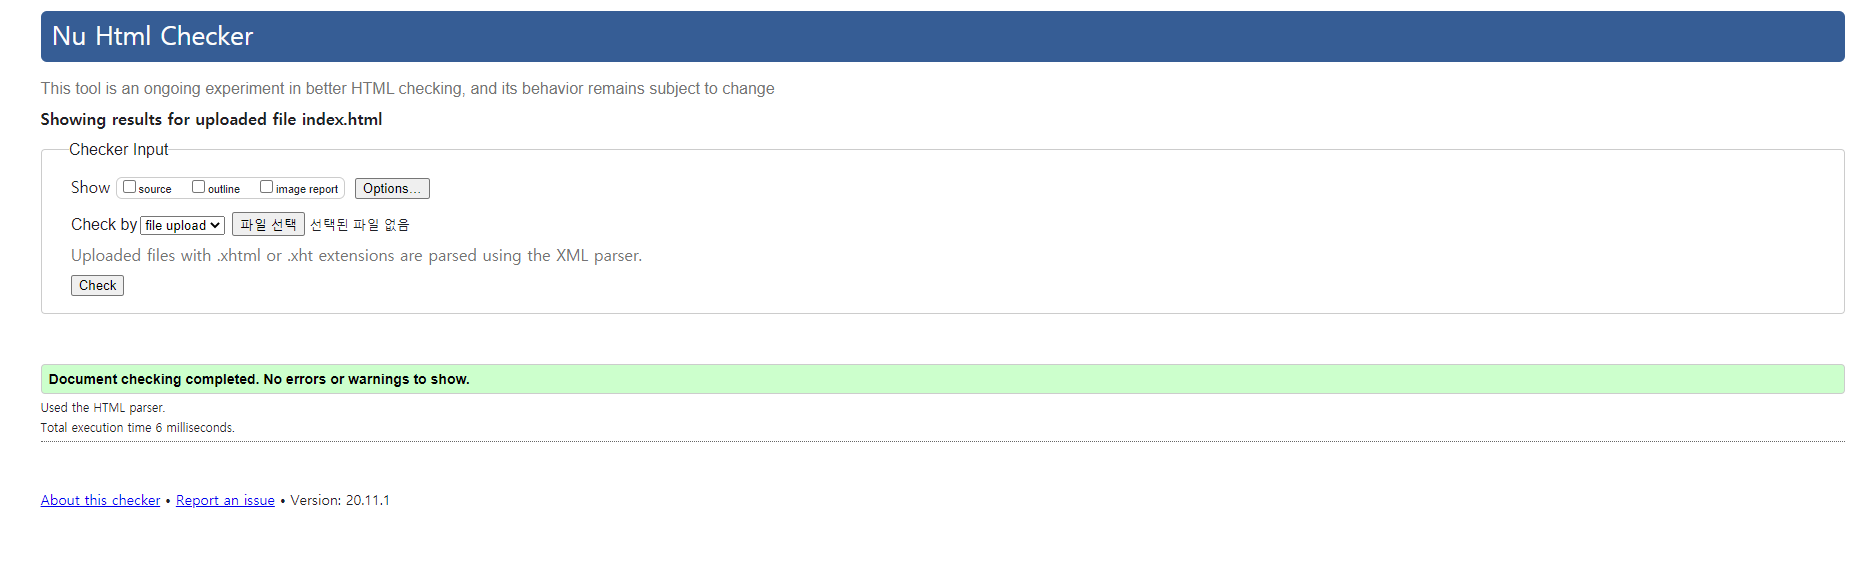 Nu Html Checker
This tool is an ongoing experiment in better HTML checking, and its behavior remains subject to change
Showing results for uploaded file index.html
Checker Input
Show source outline image report Options...
Check by file upload 파일 선택 선택된 파일 없음
Uploaded files with .xhtml or .xht extensions are parsed using the XML parser.
Check
Document checking completed. No errors or warnings to show.
Used the HTML parser.
Total execution time 6 milliseconds.
About this checker • Report an issue • Version: 20.11.1